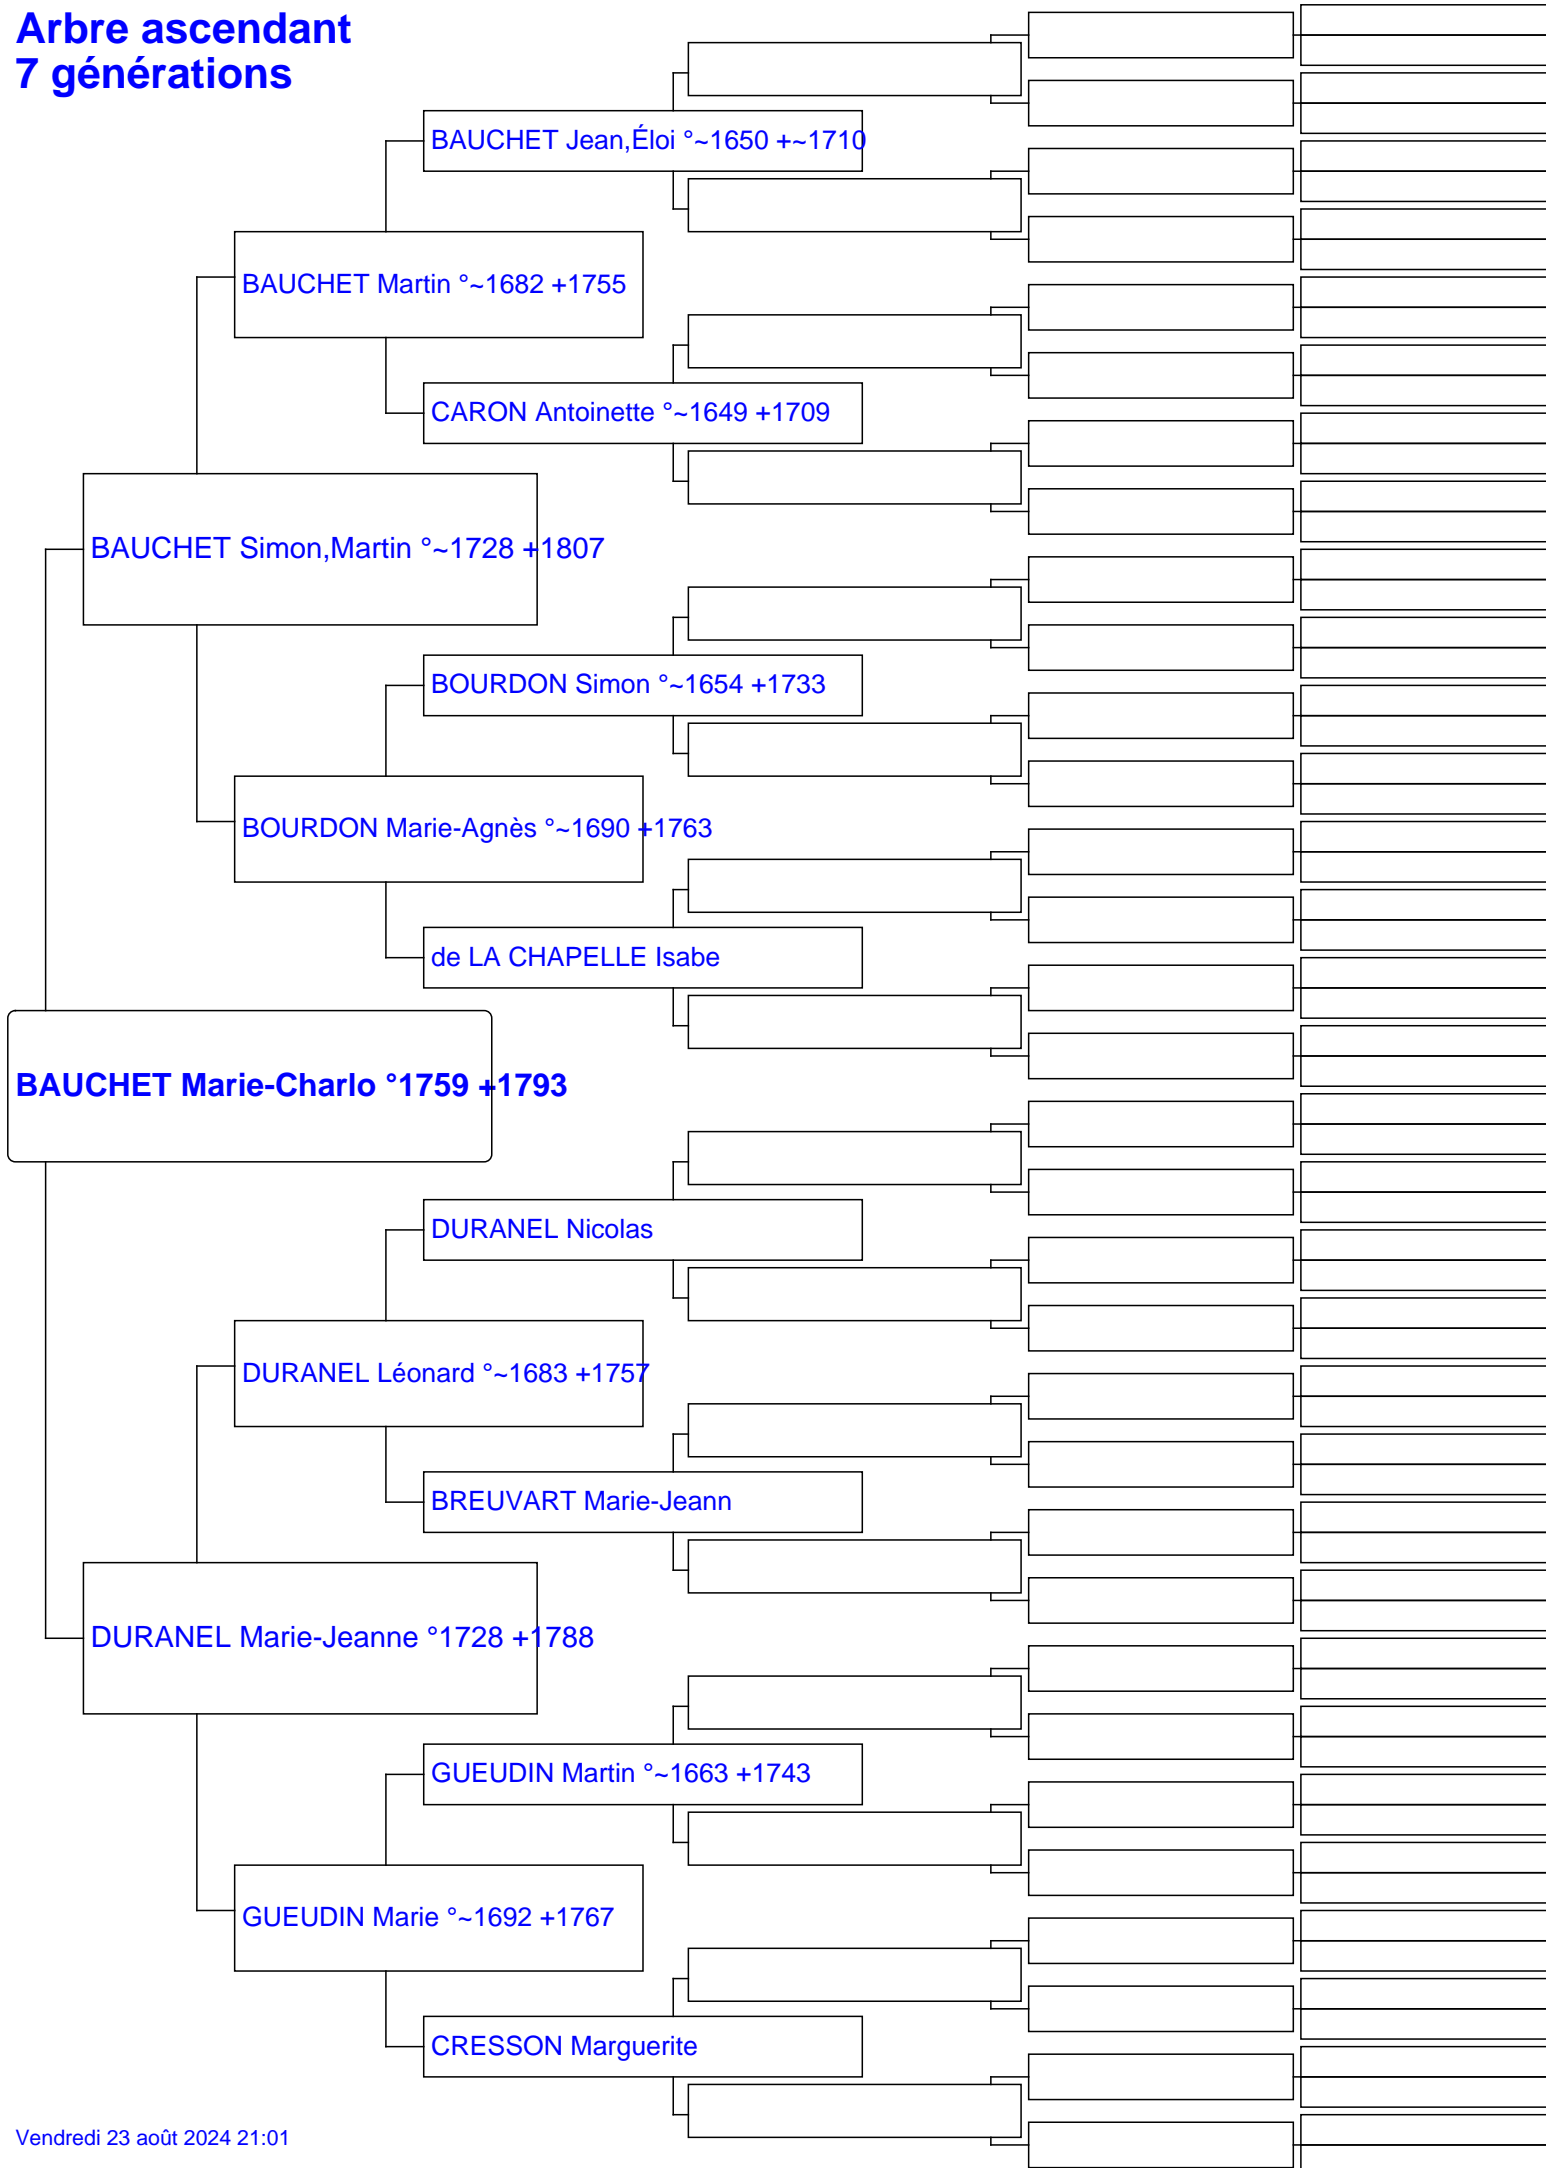 Arbre ascendant
7 générations
BAUCHET Jean,Éloi °~1650 +~1710
BAUCHET Martin °~1682 +1755
CARON Antoinette °~1649 +1709
BAUCHET Simon,Martin °~1728 +1807
BOURDON Simon °~1654 +1733
BOURDON Marie-Agnès °~1690 +1763
de LA CHAPELLE Isabe
BAUCHET Marie-Charlo °1759 +1793
DURANEL Nicolas
DURANEL Léonard °~1683 +1757
BREUVART Marie-Jeann
DURANEL Marie-Jeanne °1728 +1788
GUEUDIN Martin °~1663 +1743
GUEUDIN Marie °~1692 +1767
CRESSON Marguerite
Vendredi 23 août 2024 21:01